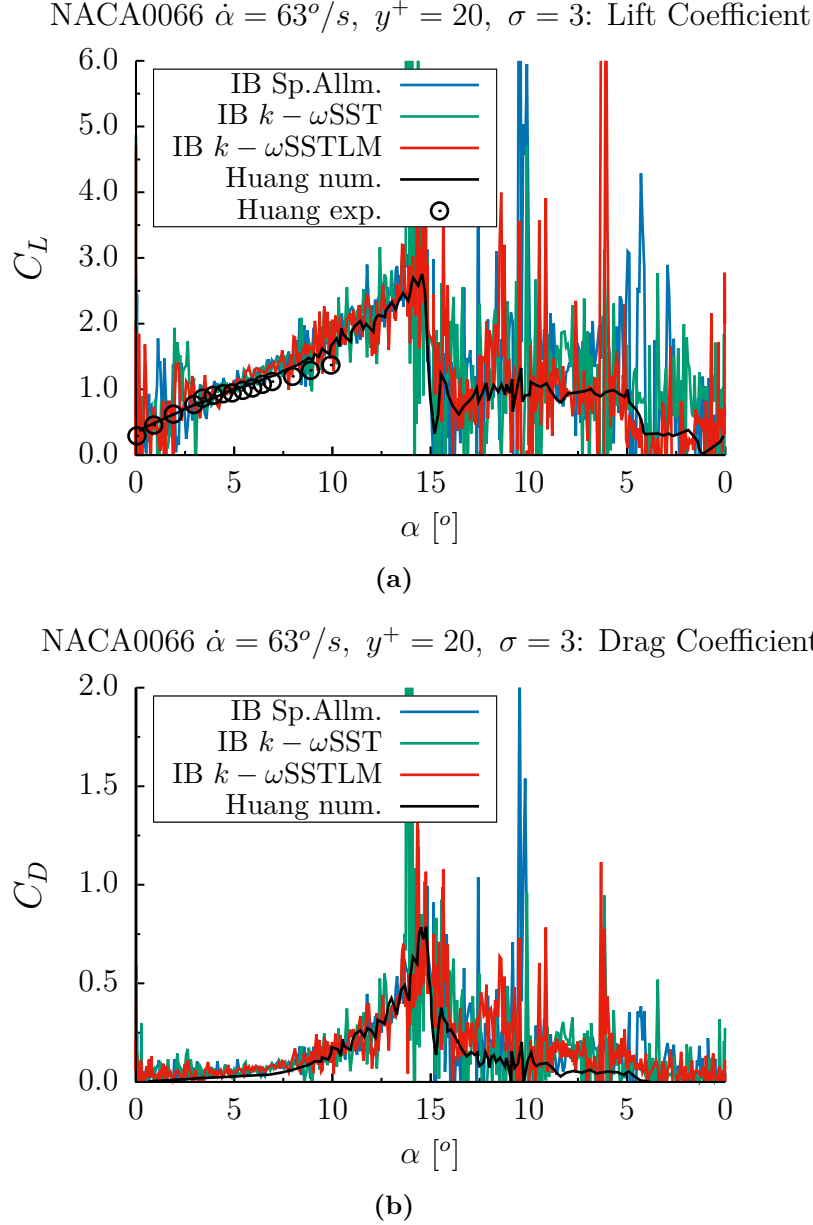 NACA0066 α̇ = 63°/s, y⁺ = 20, σ = 3: Lift Coefficient
IB Sp.Allm.
IB k − ωSST
IB k − ωSSTLM
Huang num.
Huang exp.
6.0
5.0
4.0
3.0
2.0
1.0
0.0
C_L
0 5 10 15 10 5 0
α [°]
(a)
NACA0066 α̇ = 63°/s, y⁺ = 20, σ = 3: Drag Coefficient
IB Sp.Allm.
IB k − ωSST
IB k − ωSSTLM
Huang num.
2.0
1.5
1.0
0.5
0.0
C_D
0 5 10 15 10 5 0
α [°]
(b)